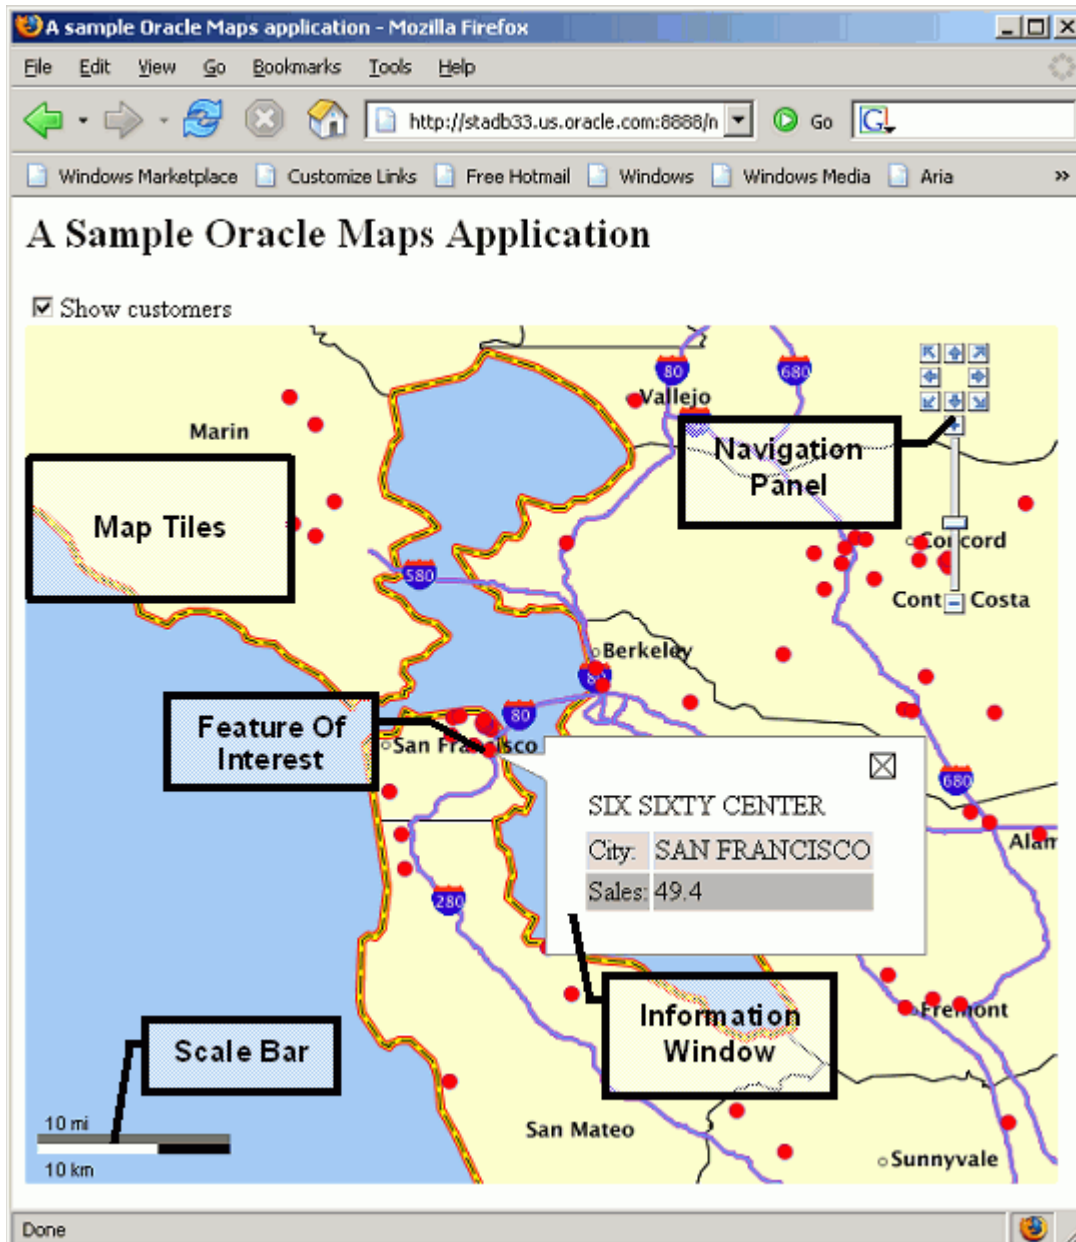 A sample Oracle Maps application - Mozilla Firefox
File Edit View Go Bookmarks Tools Help
http://stadb33.us.oracle.com:8888/n Go G
Windows Marketplace Customize Links Free Hotmail Windows Windows Media Aria »
A Sample Oracle Maps Application
Show customers
80 680
Vallejo
Marin
Navigation
Panel
Map Tiles
Concord
580
Contra Costa
Berkeley
80
Feature Of
Interest
80
San Francisco
680
SIX SIXTY CENTER
City: SAN FRANCISCO
Sales: 49.4
Alam
280
Fremont
Information
Window
Scale Bar
10 mi
San Mateo
10 km
Sunnyvale
Done